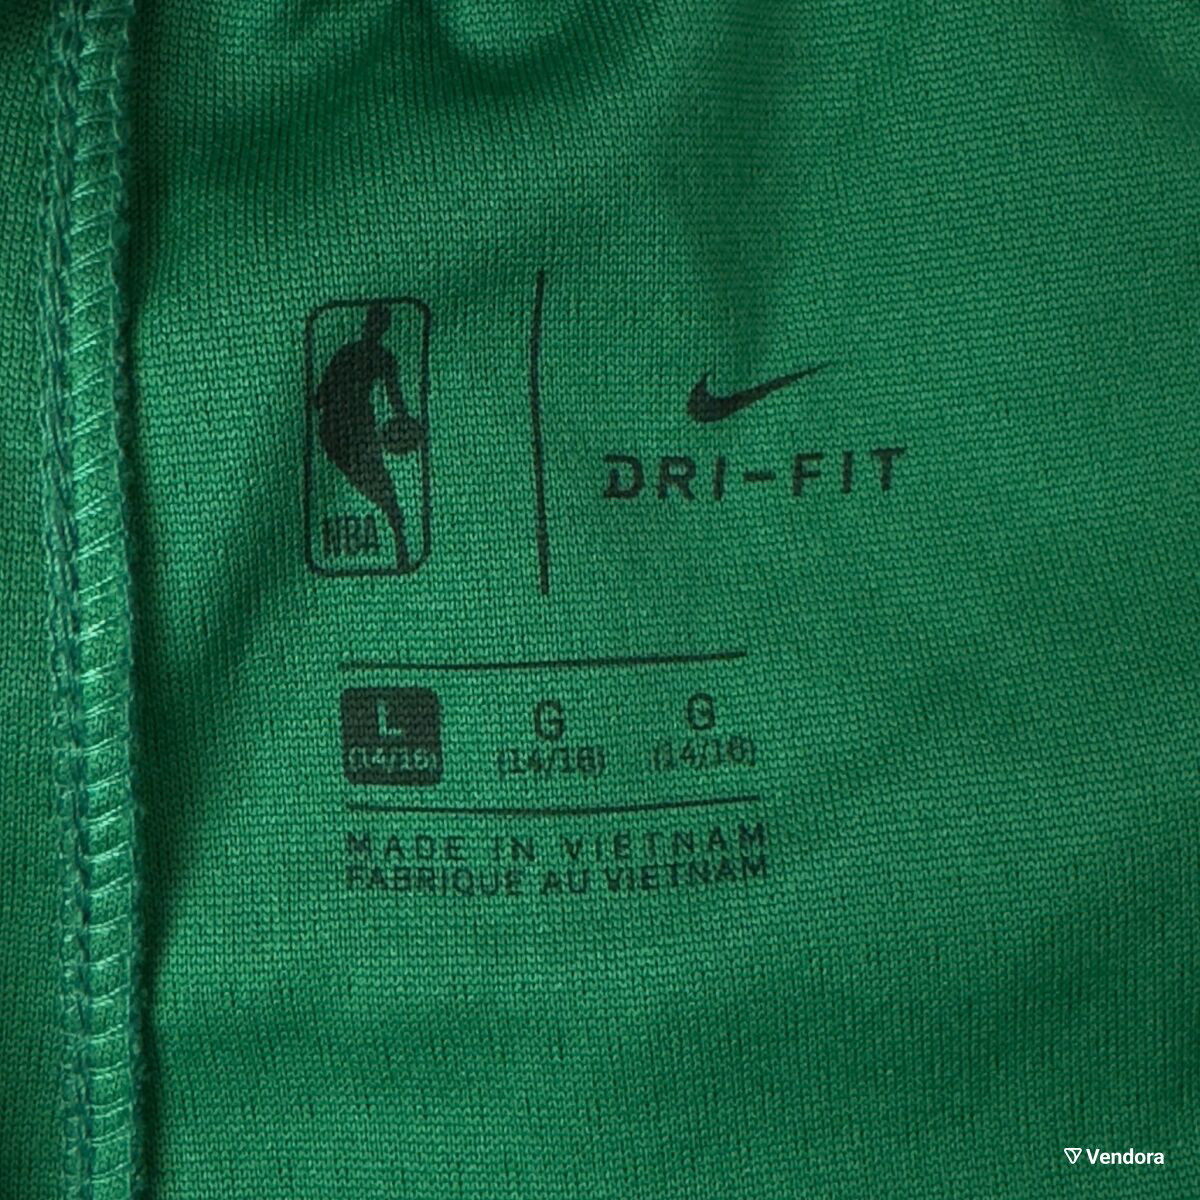 NBA
DRI-FIT
L G G
(14/16) (14/16) (14/16)
MADE IN VIETNAM
FABRIQUE AU VIETNAM
Vendora